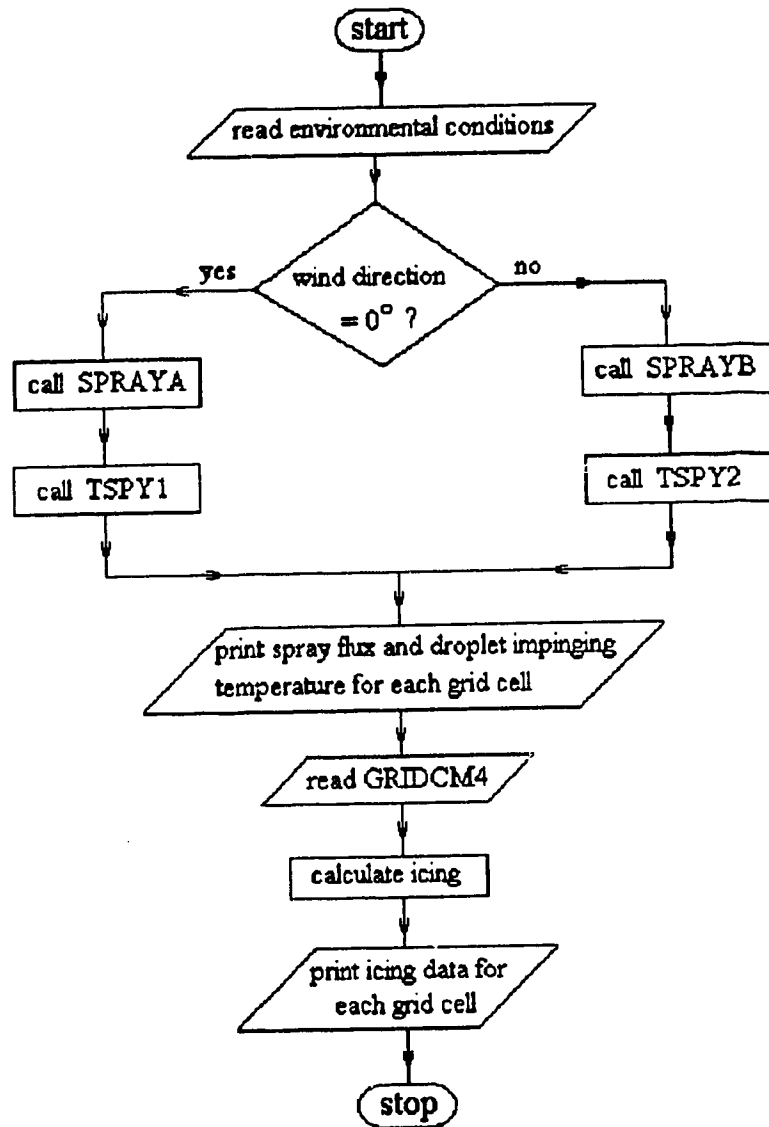 start
read environmental conditions
yes
wind direction
= 0° ?
no
call SPRAYA
call SPRAYB
call TSPY1
call TSPY2
print spray flux and droplet impinging
temperature for each grid cell
read GRIDCM4
calculate icing
print icing data for
each grid cell
stop